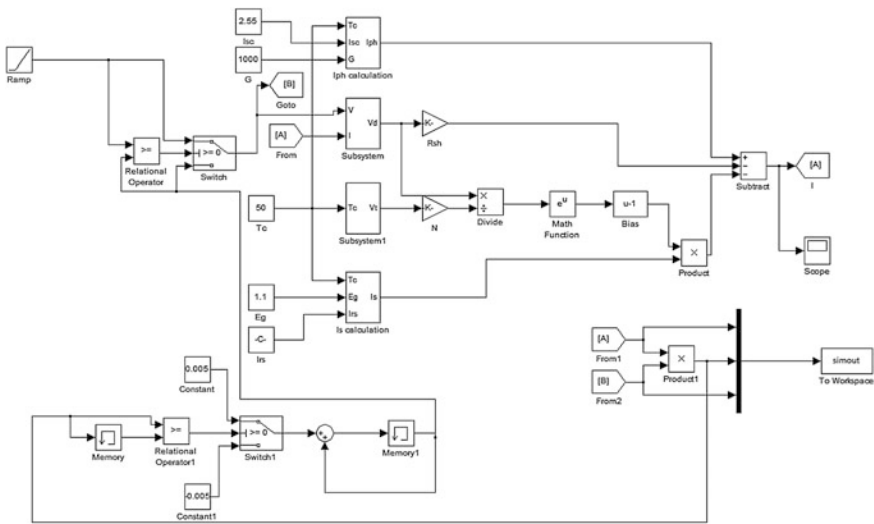 2.55
Isc
Tc
Isc
Iph
G
Iph calculation
1000
G
Ramp
[B]
Goto
[A]
From
V
I
Vd
Subsystem
K-
Rsh
>=
Relational
Operator
>= 0
Switch
+
−
−
Subtract
[A]
I
50
Tc
Tc
Vt
Subsystem1
K-
N
×
÷
Divide
e^u
Math
Function
u-1
Bias
×
Product
Scope
1.1
Eg
Tc
Eg
Is
Irs
Is calculation
-C-
Irs
[A]
From1
[B]
From2
×
Product1
simout
To Workspace
0.005
Constant
Memory
>=
Relational
Operator1
>= 0
Switch1
+
+
Memory1
-0.005
Constant1